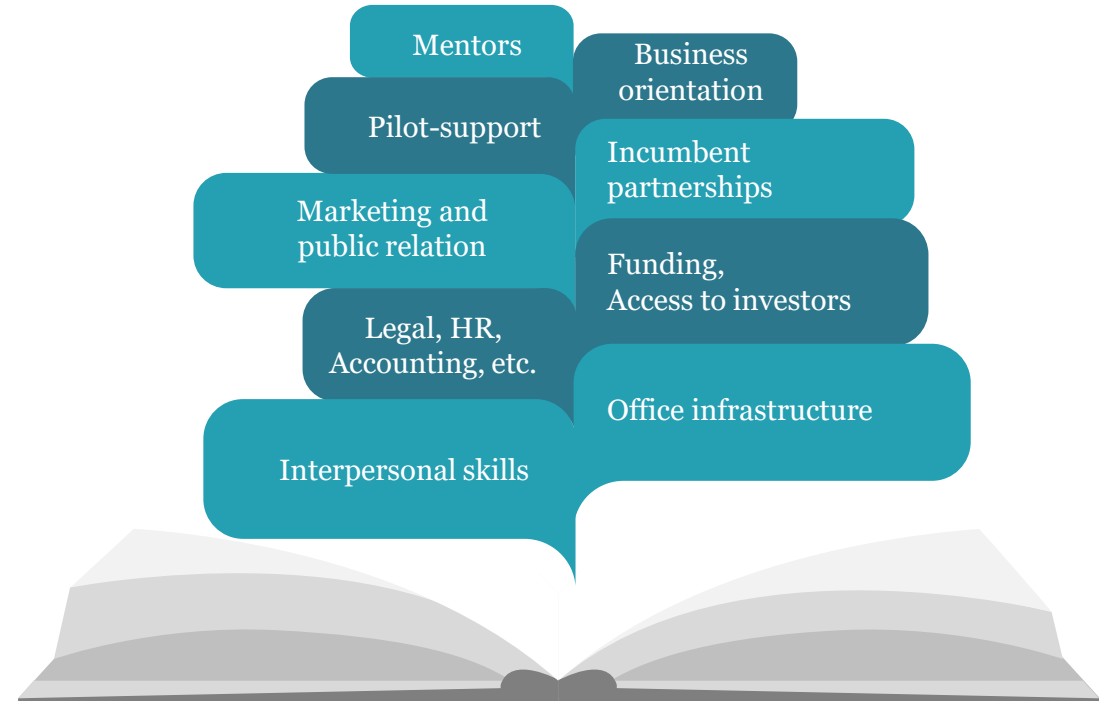 Mentors
Business
orientation
Pilot-support
Incumbent
partnerships
Marketing and
public relation
Funding,
Access to investors
Legal, HR,
Accounting, etc.
Office infrastructure
Interpersonal skills